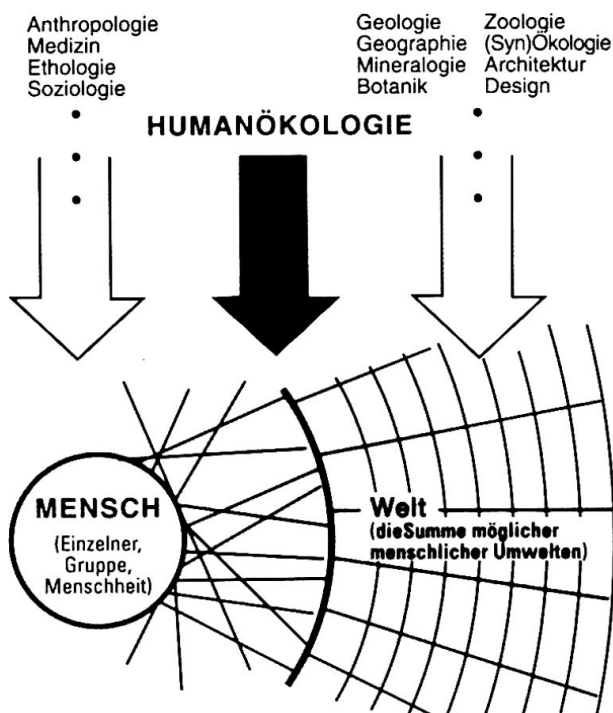 Anthropologie
Medizin
Ethologie
Soziologie
Geologie
Geographie
Mineralogie
Botanik
Zoologie
(Syn)Ökologie
Architektur
Design
HUMANÖKOLOGIE
MENSCH
(Einzelner,
Gruppe,
Menschheit)
Welt
(dieSumme möglicher
menschlicher Umwelten)